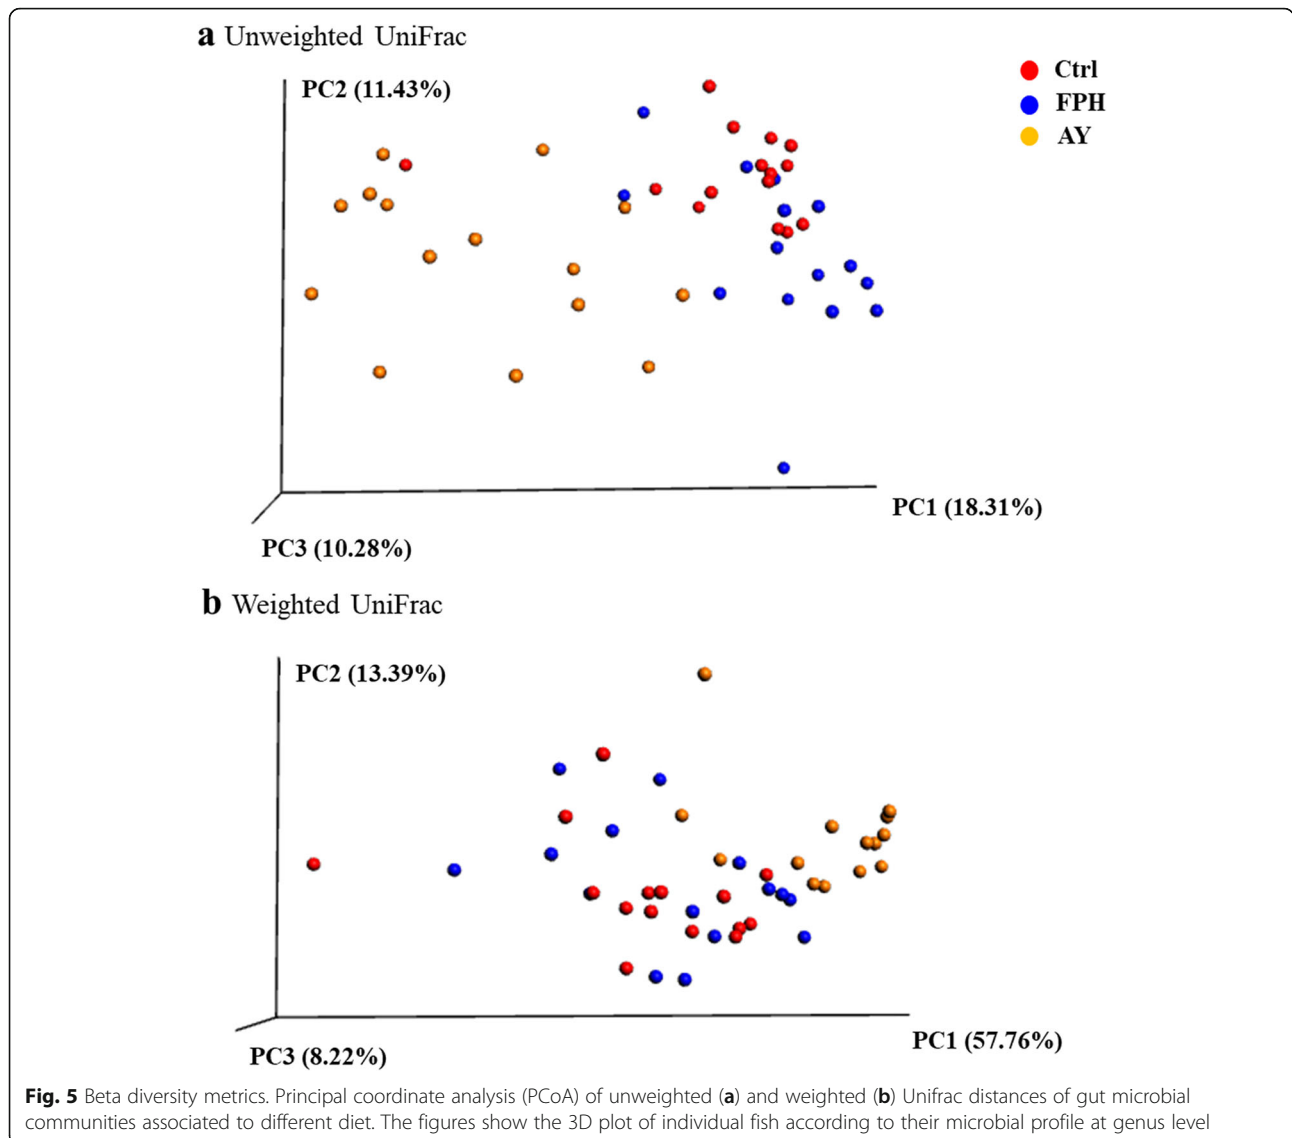 a Unweighted UniFrac
PC2 (11.43%)
Ctrl
FPH
AY
PC1 (18.31%)
PC3 (10.28%)
b Weighted UniFrac
PC2 (13.39%)
PC1 (57.76%)
PC3 (8.22%)
Fig. 5 Beta diversity metrics. Principal coordinate analysis (PCoA) of unweighted (a) and weighted (b) Unifrac distances of gut microbial
communities associated to different diet. The figures show the 3D plot of individual fish according to their microbial profile at genus level